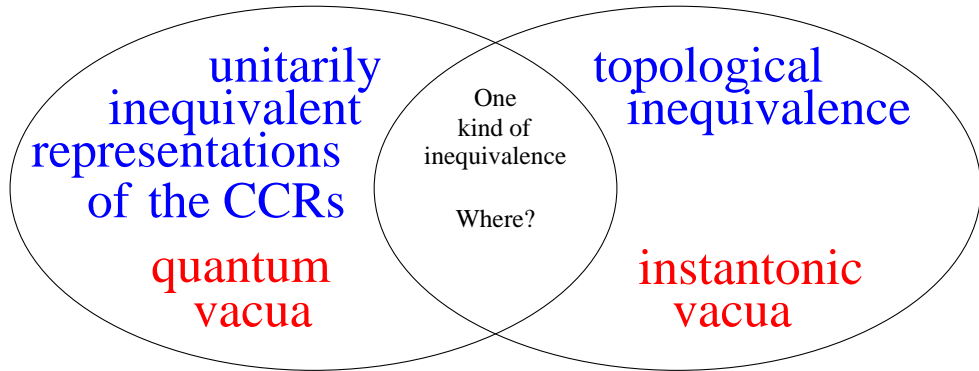 unitarily
inequivalent
representations
of the CCRs
quantum
vacua
One
kind of
inequivalence
Where?
topological
inequivalence
instantonic
vacua